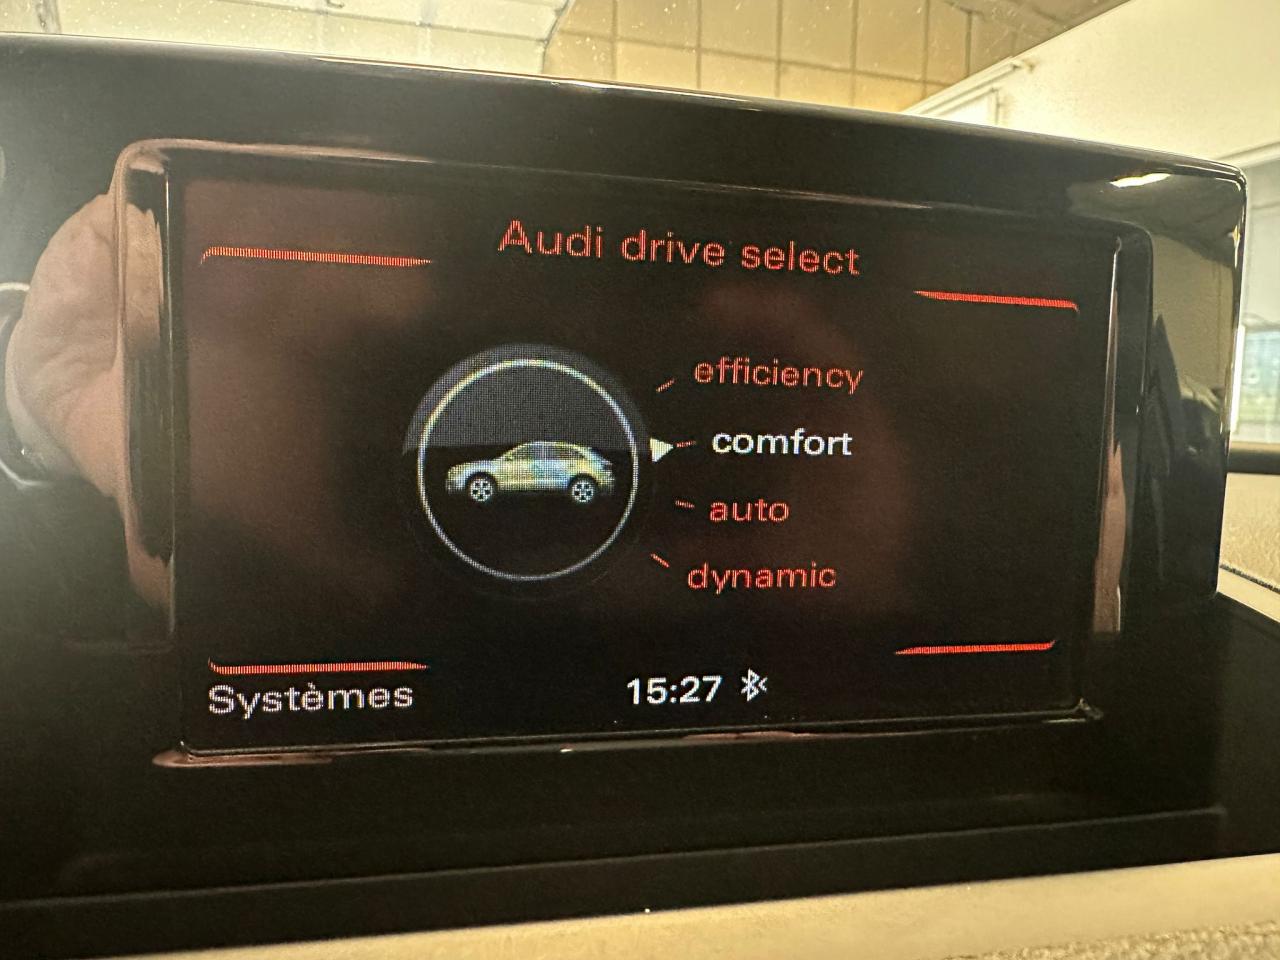 Audi drive select
efficiency
comfort
auto
dynamic
Systèmes
15:27